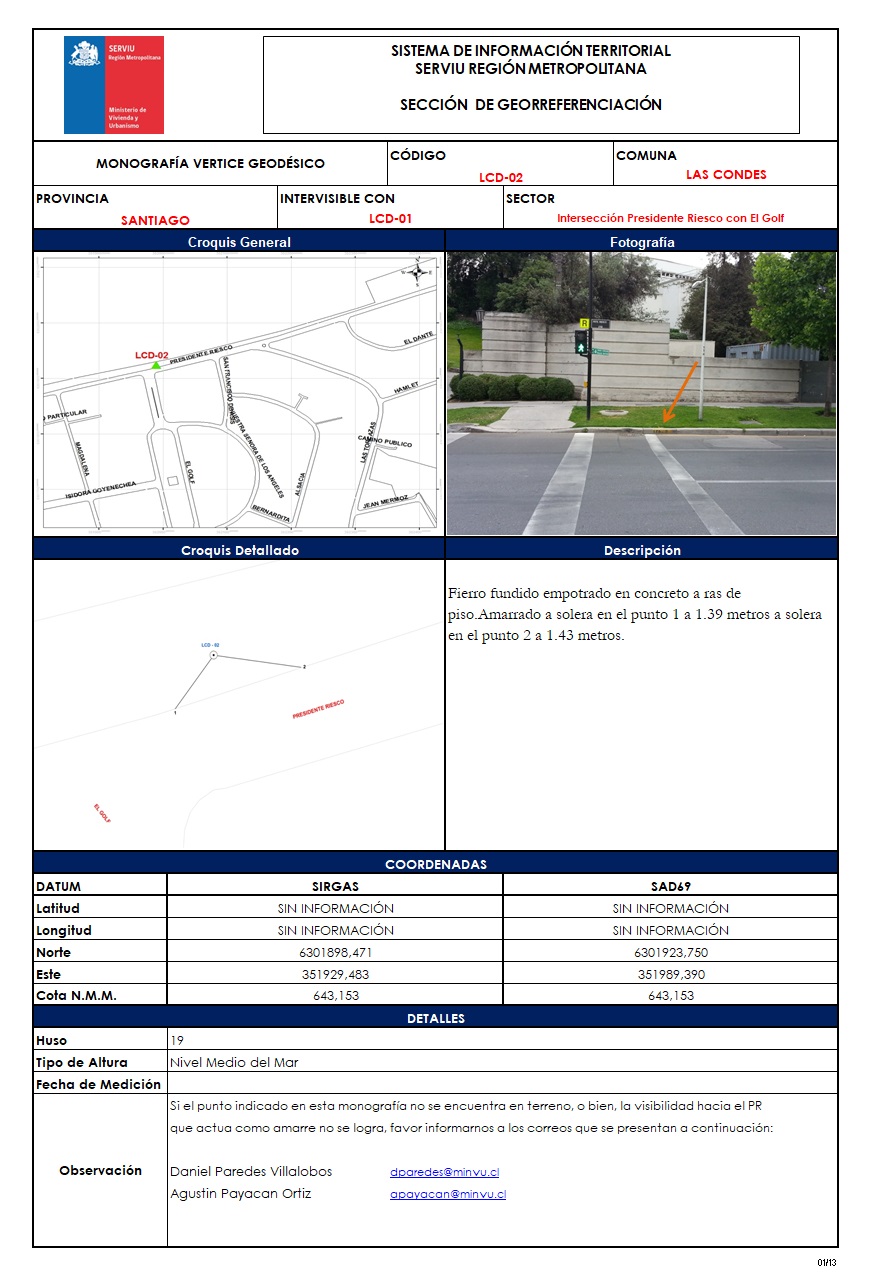 SERVIU
Región Metropolitana
Ministerio de
Vivienda y
Urbanismo
SISTEMA DE INFORMACIÓN TERRITORIAL
SERVIU REGIÓN METROPOLITANA
SECCIÓN DE GEORREFERENCIACIÓN
MONOGRAFÍA VERTICE GEODÉSICO
CÓDIGO
LCD-02
COMUNA
LAS CONDES
PROVINCIA
SANTIAGO
INTERVISIBLE CON
LCD-01
SECTOR
Intersección Presidente Riesco con El Golf
Croquis General
Fotografía
N
W
E
S
LCD-02
PRESIDENTE RIESCO
EL DANTE
SAN FRANCISCO DE ASIS
HAMLET
PARTICULAR
NUESTRA SENORA DE LOS ANGELES
LAS TORCAZAS
CAMINO PUBLICO
MAGDALENA
EL GOLF
ALSACIA
ISIDORA GOYENECHEA
BERNARDITA
JEAN MERMOZ
R
Croquis Detallado
Descripción
LCD - 02
2
1
PRESIDENTE RIESCO
EL GOLF
Fierro fundido empotrado en concreto a ras de
piso.Amarrado a solera en el punto 1 a 1.39 metros a solera
en el punto 2 a 1.43 metros.
COORDENADAS
DATUM SIRGAS SAD69
Latitud SIN INFORMACIÓN SIN INFORMACIÓN
Longitud SIN INFORMACIÓN SIN INFORMACIÓN
Norte 6301898,471 6301923,750
Este 351929,483 351989,390
Cota N.M.M. 643,153 643,153
DETALLES
Huso 19
Tipo de Altura Nivel Medio del Mar
Fecha de Medición
Observación
Si el punto indicado en esta monografía no se encuentra en terreno, o bien, la visibilidad hacia el PR
que actua como amarre no se logra, favor informarnos a los correos que se presentan a continuación:
Daniel Paredes Villalobos dparedes@minvu.cl
Agustin Payacan Ortiz apayacan@minvu.cl
01/13